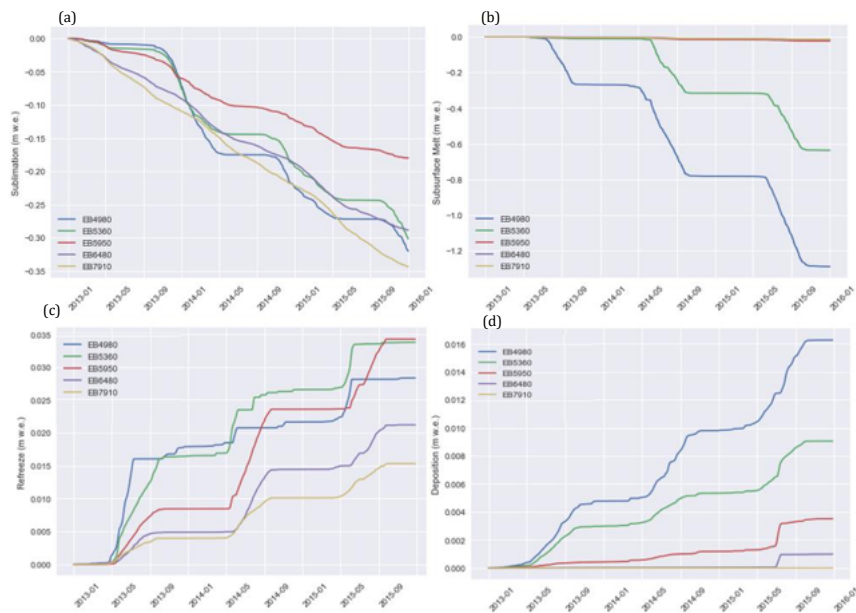 (a)
0.00
−0.05
−0.10
−0.15
−0.20
−0.25
−0.30
−0.35
Sublimation (m w.e.)
EB4980
EB5360
EB5950
EB6480
EB7910
2013-01
2013-05
2013-09
2014-01
2014-05
2014-09
2015-01
2015-05
2015-09
2016-01
(b)
0.0
−0.2
−0.4
−0.6
−0.8
−1.0
−1.2
Subsurface Melt (m w.e.)
EB4980
EB5360
EB5950
EB6480
EB7910
2013-01
2013-05
2013-09
2014-01
2014-05
2014-09
2015-01
2015-05
2015-09
2016-01
(c)
0.035
0.030
0.025
0.020
0.015
0.010
0.005
0.000
Refreeze (m w.e.)
EB4980
EB5360
EB5950
EB6480
EB7910
2013-01
2013-05
2013-09
2014-01
2014-05
2014-09
2015-01
2015-05
2015-09
(d)
0.016
0.014
0.012
0.010
0.008
0.006
0.004
0.002
0.000
Deposition (m w.e.)
EB4980
EB5360
EB5950
EB6480
EB7910
2013-01
2013-05
2013-09
2014-01
2014-05
2014-09
2015-01
2015-05
2015-09
2016-01